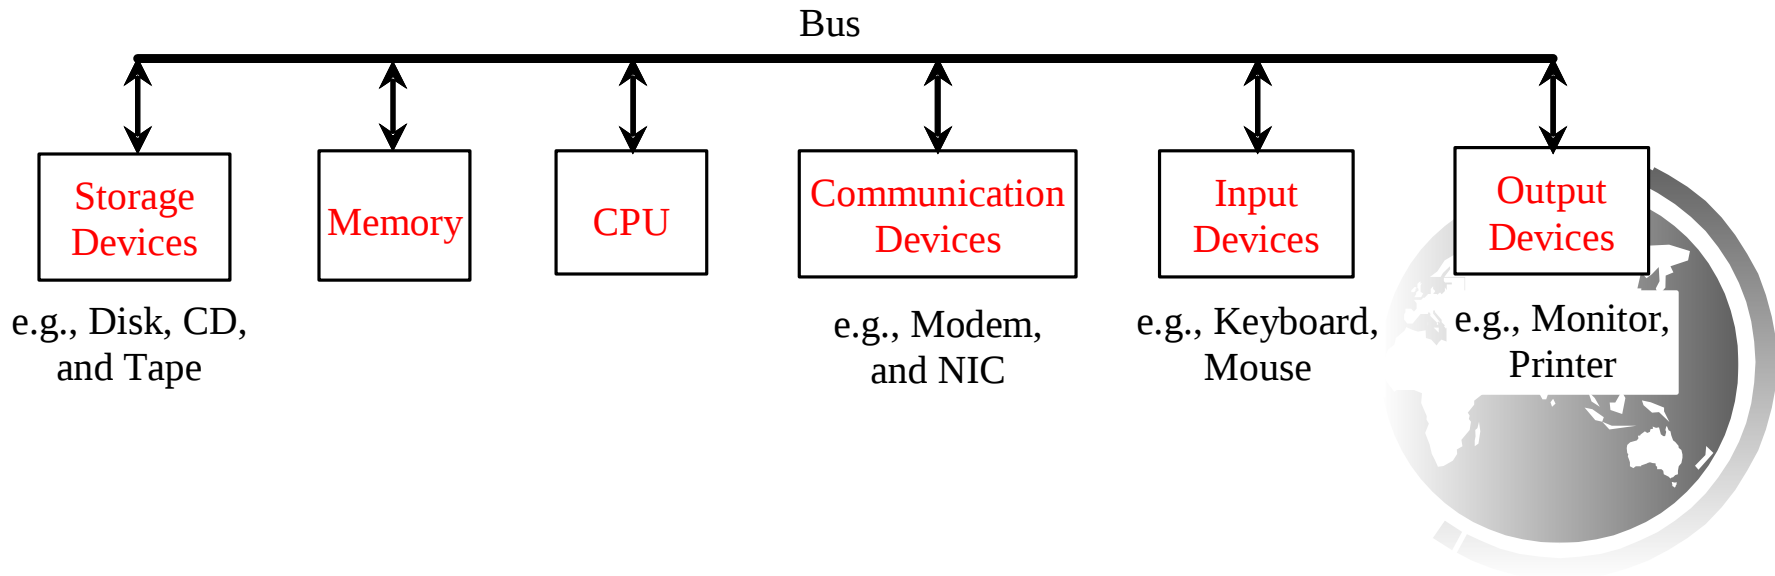 Bus
Storage
Devices
Memory
CPU
Communication
Devices
Input
Devices
Output
Devices
e.g., Disk, CD,
and Tape
e.g., Modem,
and NIC
e.g., Keyboard,
Mouse
e.g., Monitor,
Printer